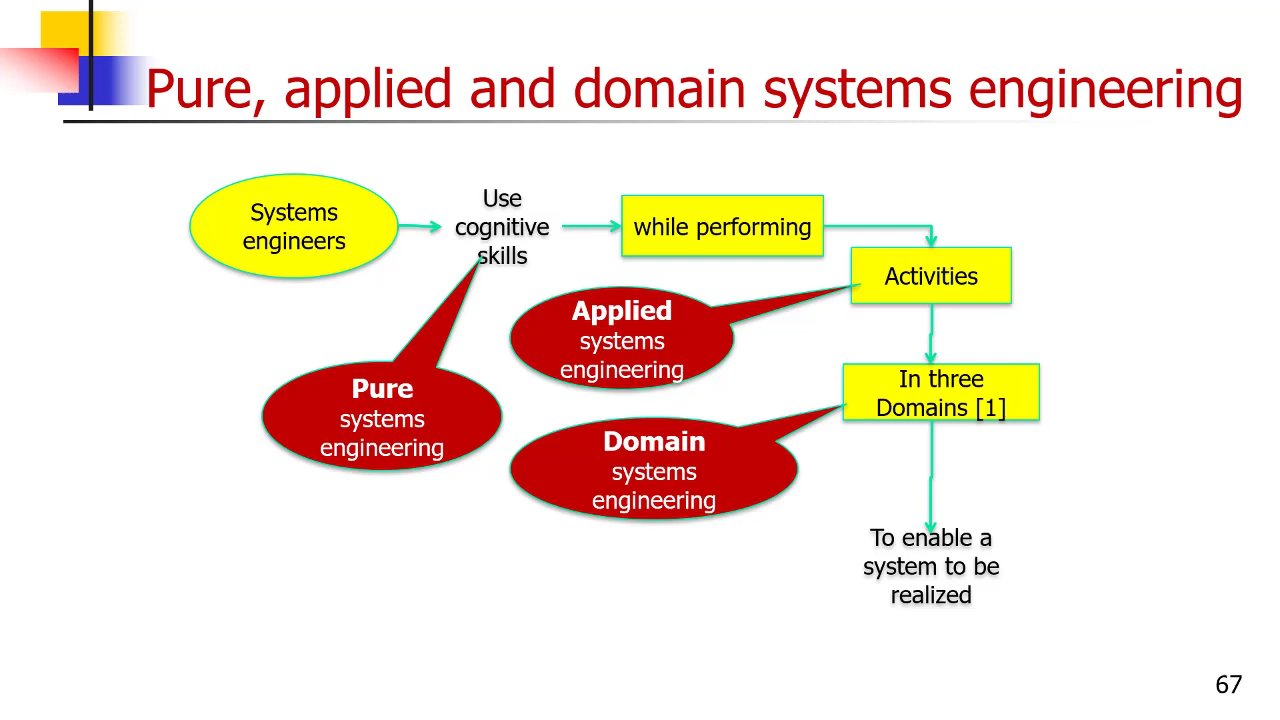 Pure, applied and domain systems engineering
Systems
engineers
Use
cognitive
skills
while performing
Activities
Applied
systems
engineering
In three
Domains [1]
Pure
systems
engineering
Domain
systems
engineering
To enable a
system to be
realized
67